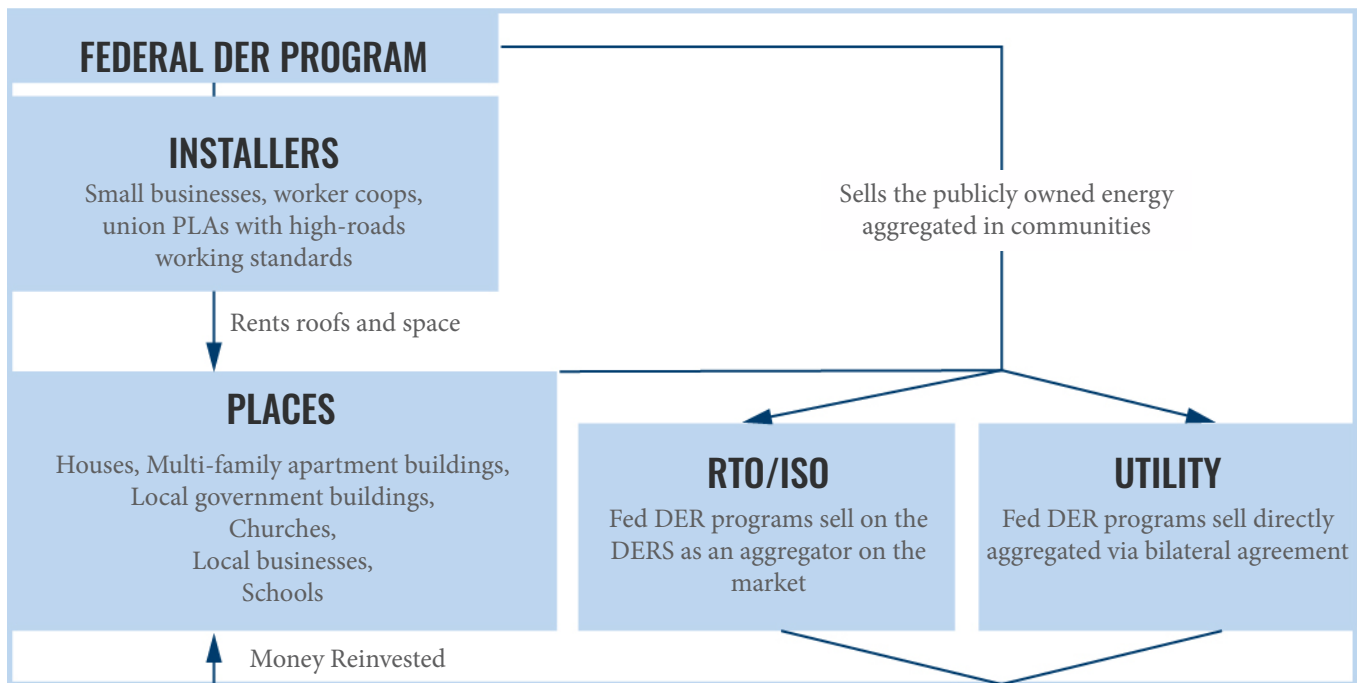 FEDERAL DER PROGRAM
INSTALLERS
Small businesses, worker coops,
union PLAs with high-roads
working standards
Sells the publicly owned energy
aggregated in communities
Rents roofs and space
PLACES
Houses, Multi-family apartment buildings,
Local government buildings,
Churches,
Local businesses,
Schools
RTO/ISO
Fed DER programs sell on the
DERS as an aggregator on the
market
UTILITY
Fed DER programs sell directly
aggregated via bilateral agreement
Money Reinvested